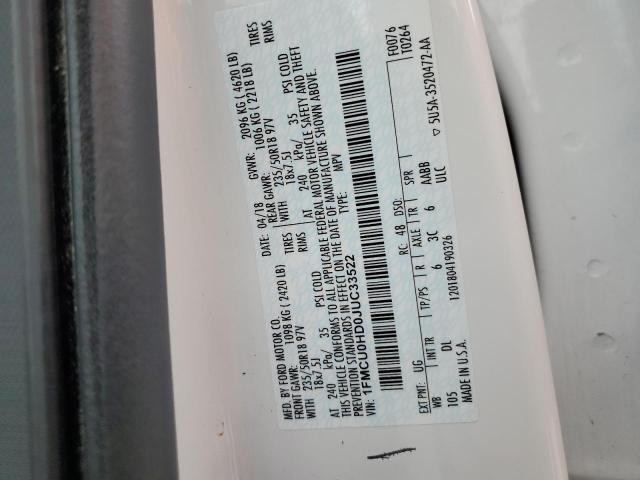 MFD. BY FORD MOTOR CO. DATE: 04/18 GVWR: 2096 KG ( 4620 LB)
FRONT GAWR: 1098 KG ( 2420 LB) REAR GAWR: 1006 KG ( 2218 LB)
WITH 235/50R18 97V TIRES WITH 235/50R18 97V TIRES
18x7.5J RIMS 18x7.5J RIMS
AT 240 kPa/ 35 PSI COLD AT 240 kPa/ 35 PSI COLD
THIS VEHICLE CONFORMS TO ALL APPLICABLE FEDERAL MOTOR VEHICLE SAFETY AND THEFT
PREVENTION STANDARDS IN EFFECT ON THE DATE OF MANUFACTURE SHOWN ABOVE.
VIN: 1FMCU0HD0JUC33522 TYPE: MPV
F0076
T0264
EXT PNT: UG RC: 48 DSO:
WB INT TR TP/PS R AXLE TR SPR
105 DL 6 3C 6 AABB
ULC
MADE IN U.S.A. 1201804190326
▽ 5U5A-3520472-AA